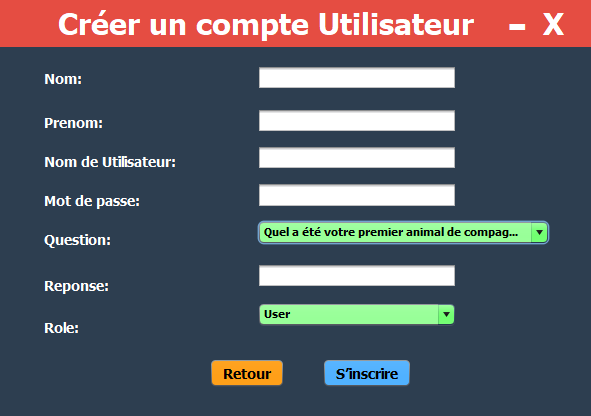 Créer un compte Utilisateur – X
Nom:
Prenom:
Nom de Utilisateur:
Mot de passe:
Question: Quel a été votre premier animal de compag...
Reponse:
Role: User
Retour S'inscrire